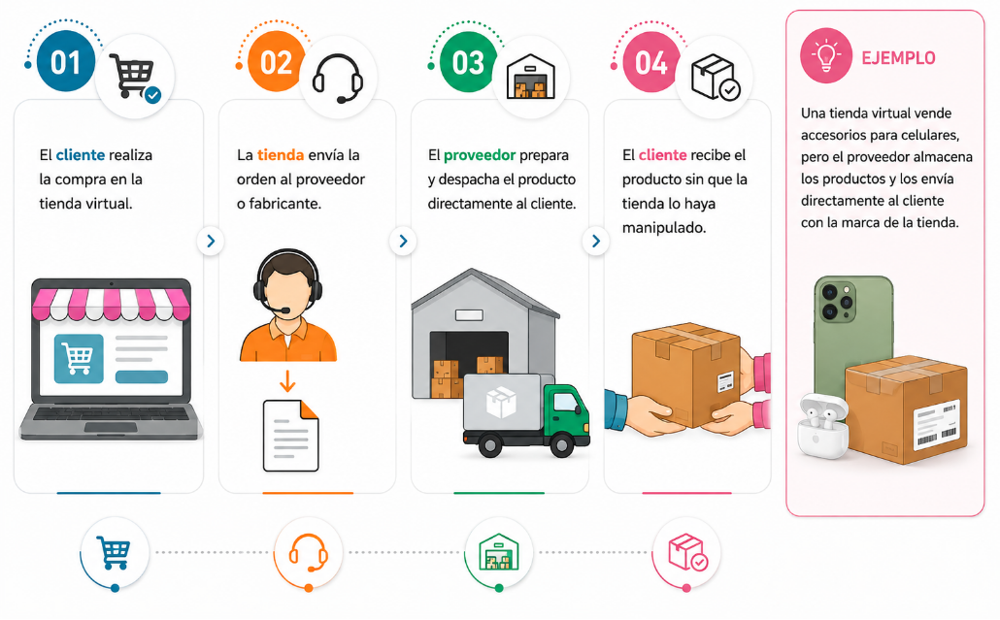 01
El cliente realiza
la compra en la
tienda virtual.
02
La tienda envía la
orden al proveedor
o fabricante.
03
El proveedor prepara
y despacha el producto
directamente al cliente.
04
El cliente recibe el
producto sin que la
tienda lo haya
manipulado.
EJEMPLO
Una tienda virtual vende
accesorios para celulares,
pero el proveedor almacena
los productos y los envía
directamente al cliente
con la marca de la tienda.